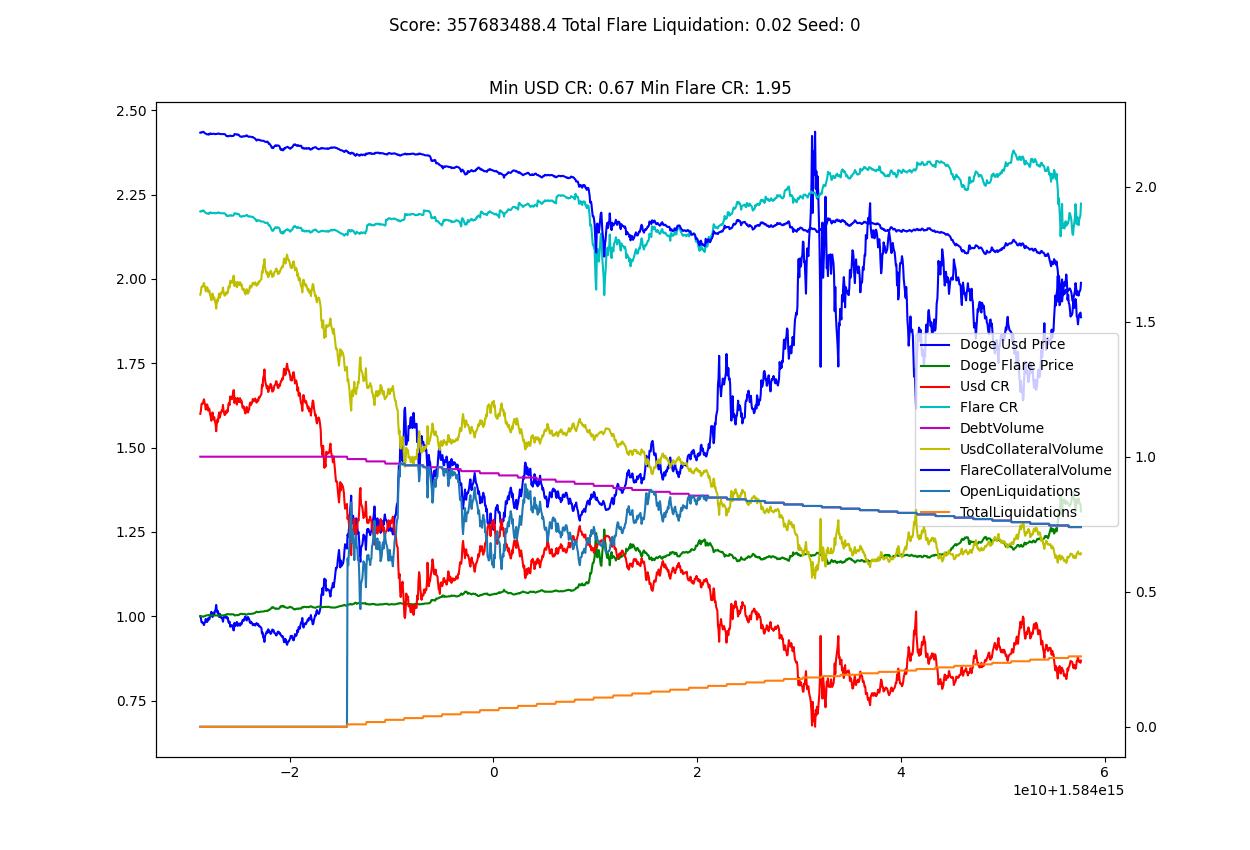 Score: 357683488.4 Total Flare Liquidation: 0.02 Seed: 0
Min USD CR: 0.67 Min Flare CR: 1.95
2.50
2.25
2.00
1.75
1.50
1.25
1.00
0.75
2.0
1.5
1.0
0.5
0.0
Doge Usd Price
Doge Flare Price
Usd CR
Flare CR
DebtVolume
UsdCollateralVolume
FlareCollateralVolume
OpenLiquidations
TotalLiquidations
−2 0 2 4 6
1e10+1.584e15